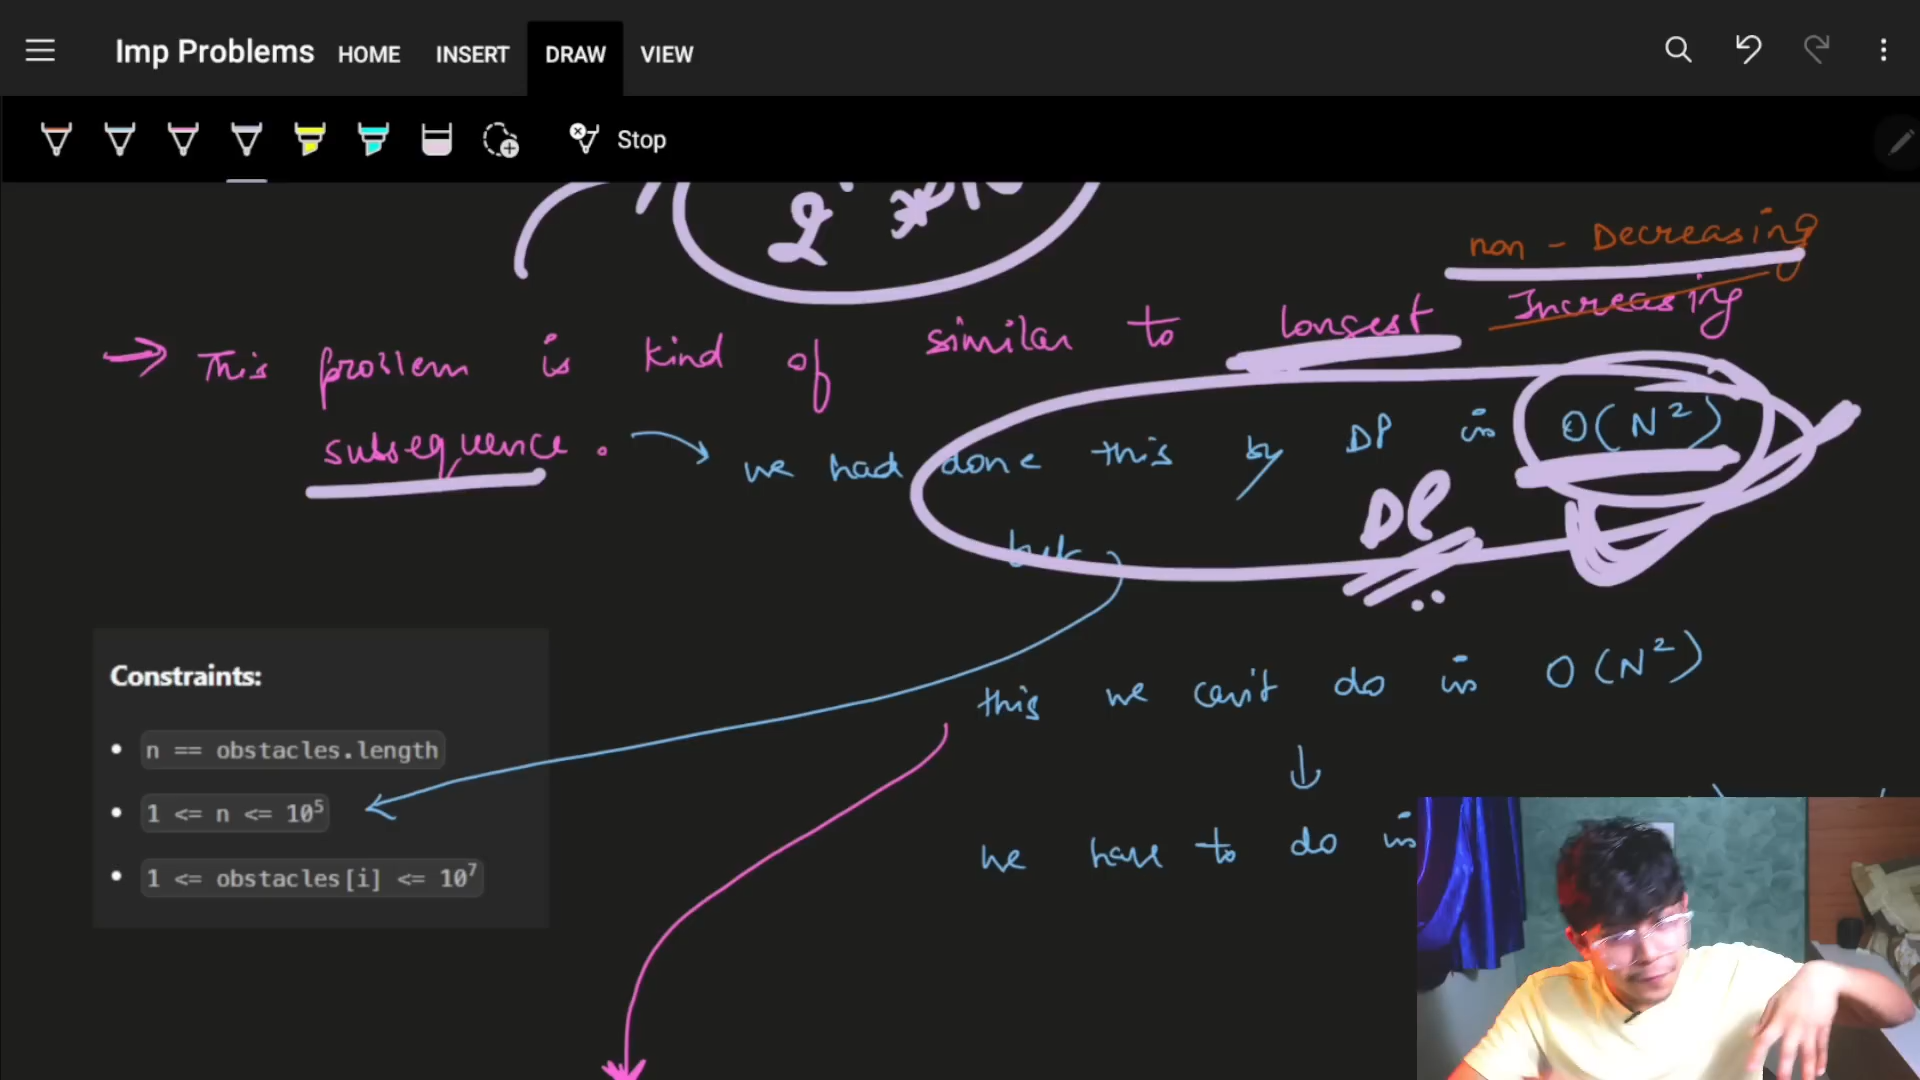 Imp Problems HOME INSERT DRAW VIEW
Stop
2
non - Decreasing
→ This problem is kind of similar to longest Increasing
subsequence. we had done this by DP in O(N²)
DP
but
this we can't do in O(N²)
↓
we have to do in
Constraints:
• n == obstacles.length
• 1 <= n <= 10⁵
• 1 <= obstacles[i] <= 10⁷